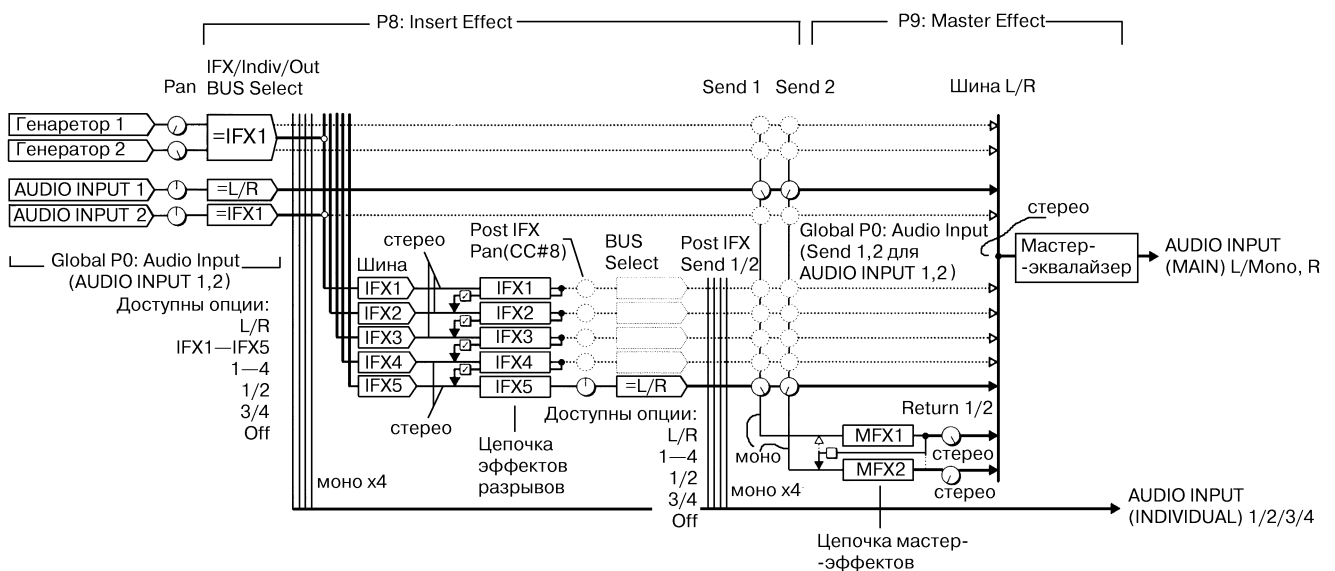 P8: Insert Effect
P9: Master Effect
IFX/Indiv/Out
Pan BUS Select
Send 1 Send 2
Шина L/R
Генаретор 1
=IFX1
Генератор 2
AUDIO INPUT 1
=L/R
AUDIO INPUT 2
=IFX1
Global P0: Audio Input
(AUDIO INPUT 1,2)
Доступны опции:
L/R
IFX1—IFX5
1—4
1/2
3/4
Off
моно x4
стерео
Шина
IFX1
IFX2
IFX3
IFX4
IFX5
стерео
Post IFX
Pan(CC#8)
IFX1
IFX2
IFX3
IFX4
IFX5
Цепочка
эффектов
разрывов
BUS
Select
=L/R
Доступны опции:
L/R
1—4
1/2
3/4
Off
Post IFX
Send 1/2
моно x4
Global P0: Audio Input
(Send 1,2 для
AUDIO INPUT 1,2)
стерео
Мастер-
-эквалайзер
AUDIO INPUT
(MAIN) L/Mono, R
Return 1/2
моно
MFX1
стерео
MFX2
стерео
Цепочка мастер-
-эффектов
AUDIO INPUT
(INDIVIDUAL) 1/2/3/4